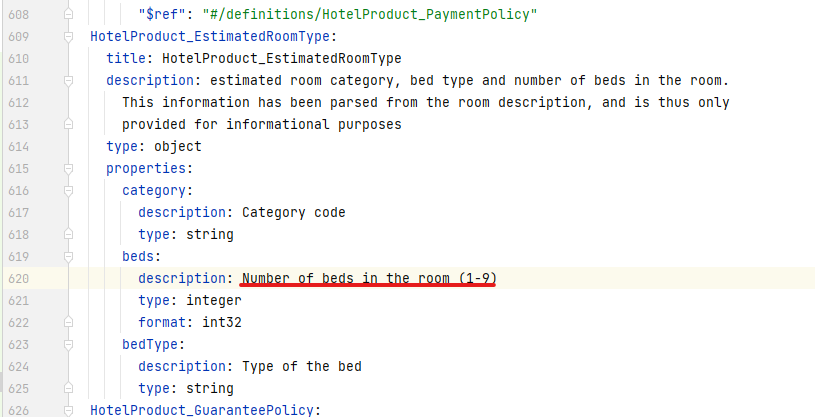 608 "$ref": "#/definitions/HotelProduct_PaymentPolicy"
609 HotelProduct_EstimatedRoomType:
610 title: HotelProduct_EstimatedRoomType
611 description: estimated room category, bed type and number of beds in the room.
612 This information has been parsed from the room description, and is thus only
613 provided for informational purposes
614 type: object
615 properties:
616 category:
617 description: Category code
618 type: string
619 beds:
620 description: Number of beds in the room (1-9)
621 type: integer
622 format: int32
623 bedType:
624 description: Type of the bed
625 type: string
626 HotelProduct_GuaranteePolicy: